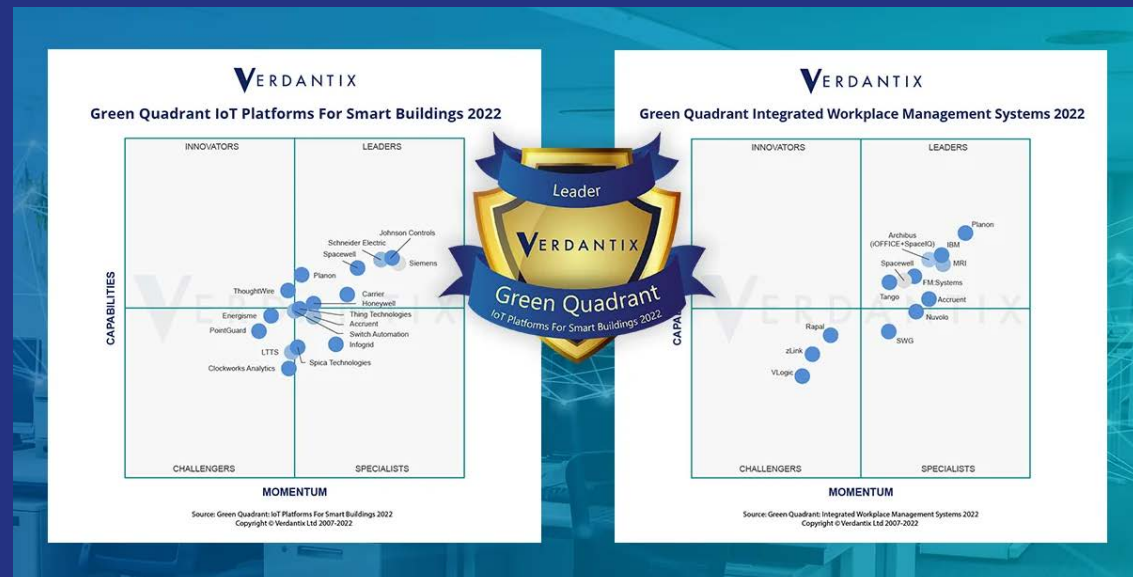 VERDANTIX
Green Quadrant IoT Platforms For Smart Buildings 2022
INNOVATORS
LEADERS
Johnson Controls
Schneider Electric
Spacewell
Siemens
Planon
ThoughtWire
Carrier
Honeywell
Energisme
Thing Technologies
Accruent
PointGuard
Switch Automation
Infogrid
LTTS
Spica Technologies
Clockworks Analytics
CAPABILITIES
CHALLENGERS
SPECIALISTS
MOMENTUM
Source: Green Quadrant: IoT Platforms For Smart Buildings 2022
Copyright © Verdantix Ltd 2007-2022
Leader
VERDANTIX
Green Quadrant
IoT Platforms For Smart Buildings 2022
VERDANTIX
Green Quadrant Integrated Workplace Management Systems 2022
INNOVATORS
LEADERS
Planon
Archibus
(iOFFICE+SpaceIQ)
IBM
MRI
Spacewell
FM:Systems
Tango
Accruent
Nuvolo
Rapal
SWG
zLink
VLogic
CHALLENGERS
SPECIALISTS
MOMENTUM
Source: Green Quadrant: Integrated Workplace Management Systems 2022
Copyright © Verdantix Ltd 2007-2022